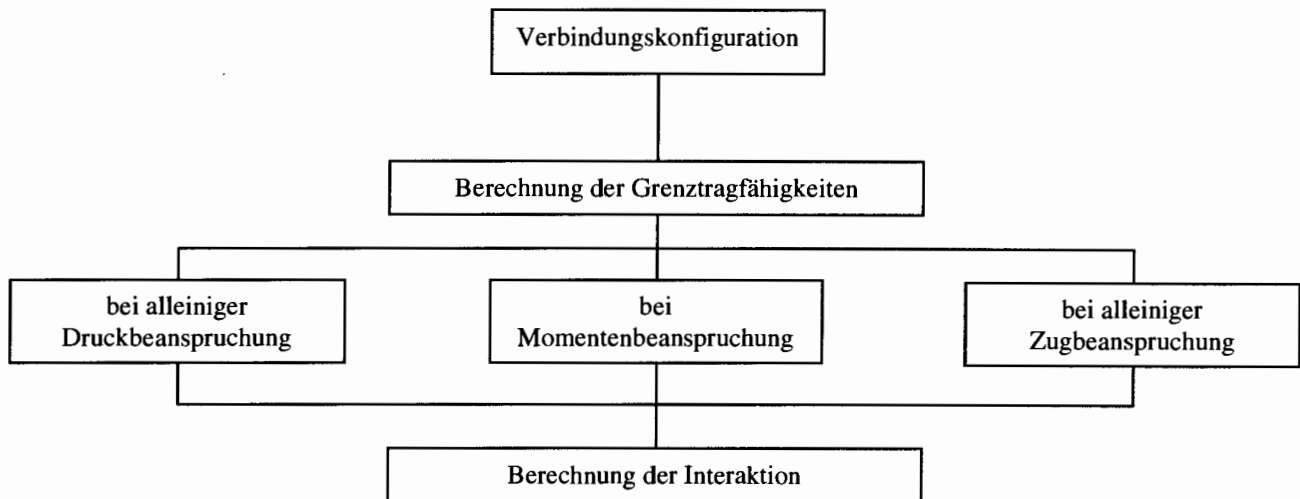 Verbindungskonfiguration
Berechnung der Grenztragfähigkeiten
bei alleiniger
Druckbeanspruchung
bei
Momentenbeanspruchung
bei alleiniger
Zugbeanspruchung
Berechnung der Interaktion